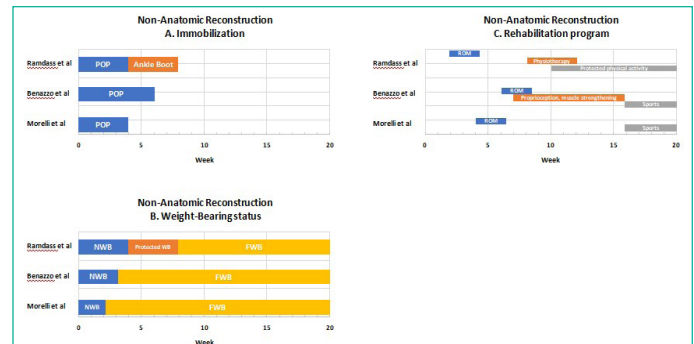 Non-Anatomic Reconstruction
A. Immobilization
Ramdass et al
POP
Ankle Boot
Benazzo et al
POP
Morelli et al
POP
0 5 10 15 20
Week
Non-Anatomic Reconstruction
C. Rehabilitation program
ROM
Ramdass et al
Physiotherapy
Protected physical activity
ROM
Benazzo et al
Proprioception, muscle strengthening
Sports
ROM
Morelli et al
Sports
0 5 10 15 20
Week
Non-Anatomic Reconstruction
B. Weight-Bearing status
Ramdass et al
NWB
Protected WB
FWB
Benazzo et al
NWB
FWB
Morelli et al
NWB
FWB
0 5 10 15 20
Week